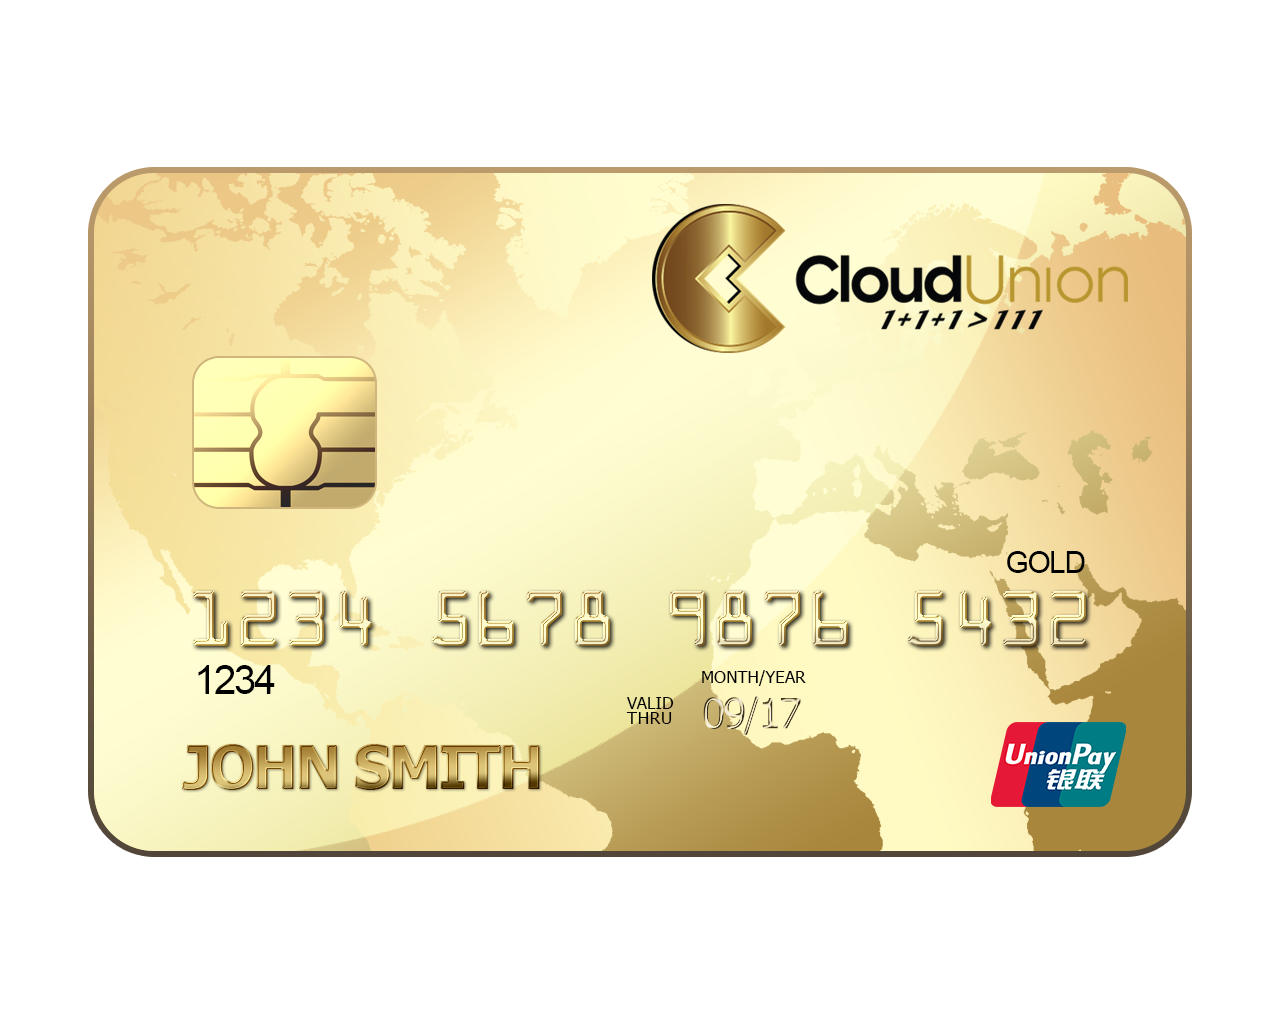 CloudUnion
1+1+1>111
GOLD
1234 5678 9876 5432
1234
MONTH/YEAR
VALID
THRU
09/17
JOHN SMITH
UnionPay
银联